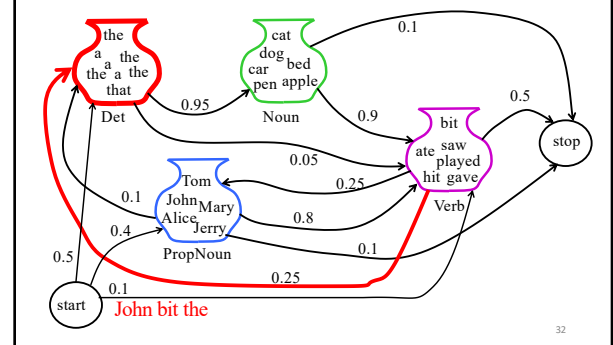 the
a
a
the
the
a
the
that
Det
cat
dog
car
bed
pen
apple
Noun
0.1
0.95
0.9
0.5
bit
ate
saw
played
hit gave
Verb
stop
0.05
0.25
Tom
John
Mary
Alice
Jerry
PropNoun
0.1
0.8
0.1
0.4
0.5
0.25
0.1
start
John bit the
32